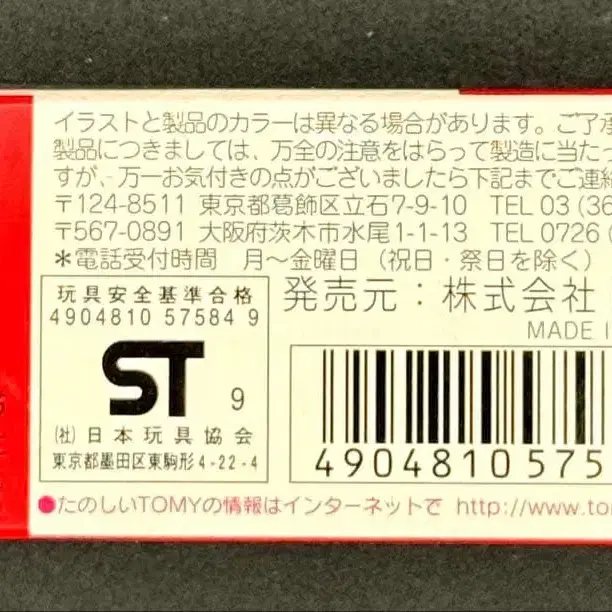 イラストと製品のカラーは異なる場合があります。ご了承
製品につきましては、万全の注意をはらって製造に当たっ
すが、万一お気付きの点がございましたら下記までご連絡
〒124-8511 東京都葛飾区立石7-9-10 TEL 03 (36
〒567-0891 大阪府茨木市水尾1-1-13 TEL 0726 (
＊電話受付時間 月～金曜日（祝日・祭日を除く）
玩具安全基準合格
4904810 57584 9
ST 9
(社)日本玩具協会
東京都墨田区東駒形4-22-4
発売元：株式会社
MADE I
4904810575
●たのしいTOMYの情報はインターネットで http://www.tom